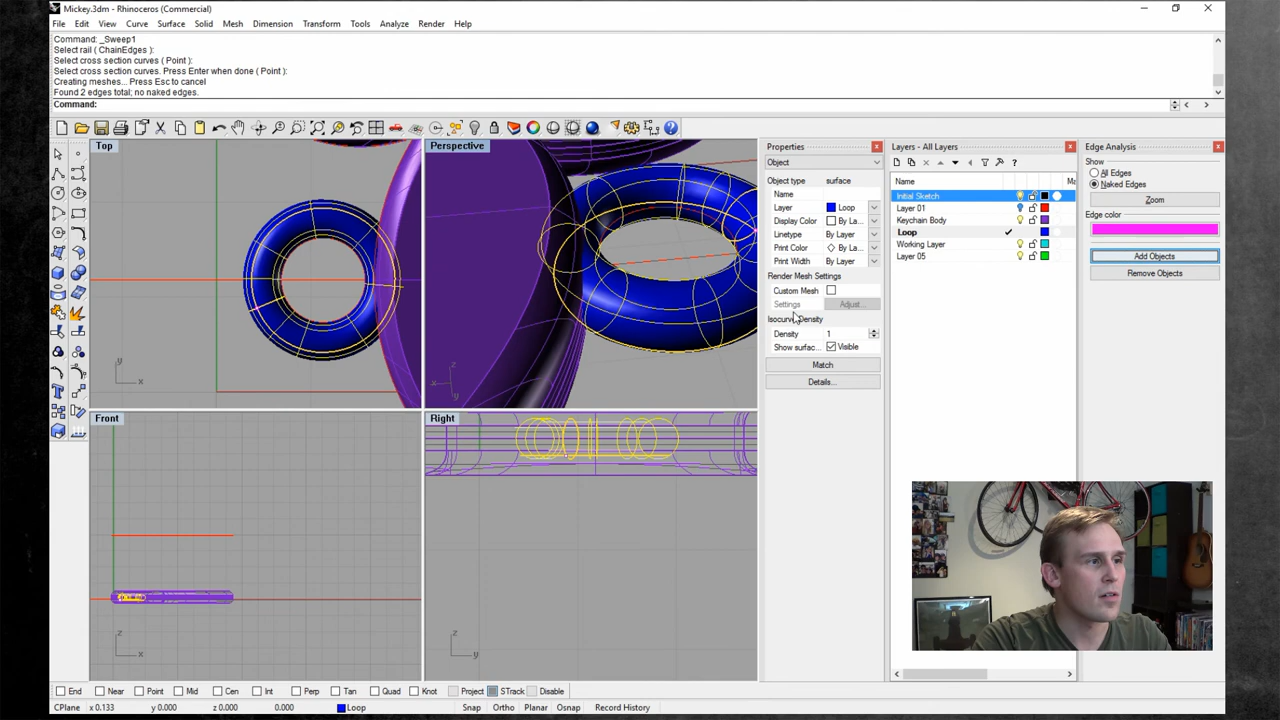 Mickey.3dm - Rhinoceros (Commercial)
File Edit View Curve Surface Solid Mesh Dimension Transform Tools Analyze Render Help
Command: _Sweep1
Select rail ( ChainEdges ):
Select cross section curves ( Point ):
Select cross section curves. Press Enter when done ( Point ):
Creating meshes... Press Esc to cancel
Found 2 edges total; no naked edges.
Command:
Top
Perspective
Front
Right
y
x
z
x
y
z
x
z
y
Properties
Object
Object type surface
Name
Layer Loop
Display Color By La...
Linetype By Layer
Print Color By La...
Print Width By Layer
Render Mesh Settings
Custom Mesh
Settings Adjust...
Isocurve Density
Density 1
Show surfac... Visible
Match
Details...
Layers - All Layers
Name Ma
Initial Sketch
Layer 01
Keychain Body
Loop
Working Layer
Layer 05
Edge Analysis
Show
All Edges
Naked Edges
Zoom
Edge color
Add Objects
Remove Objects
End Near Point Mid Cen Int Perp Tan Quad Knot Project STrack Disable
CPlane x 0.133 y 0.000 z 0.000 0.000 Loop Snap Ortho Planar Osnap Record History